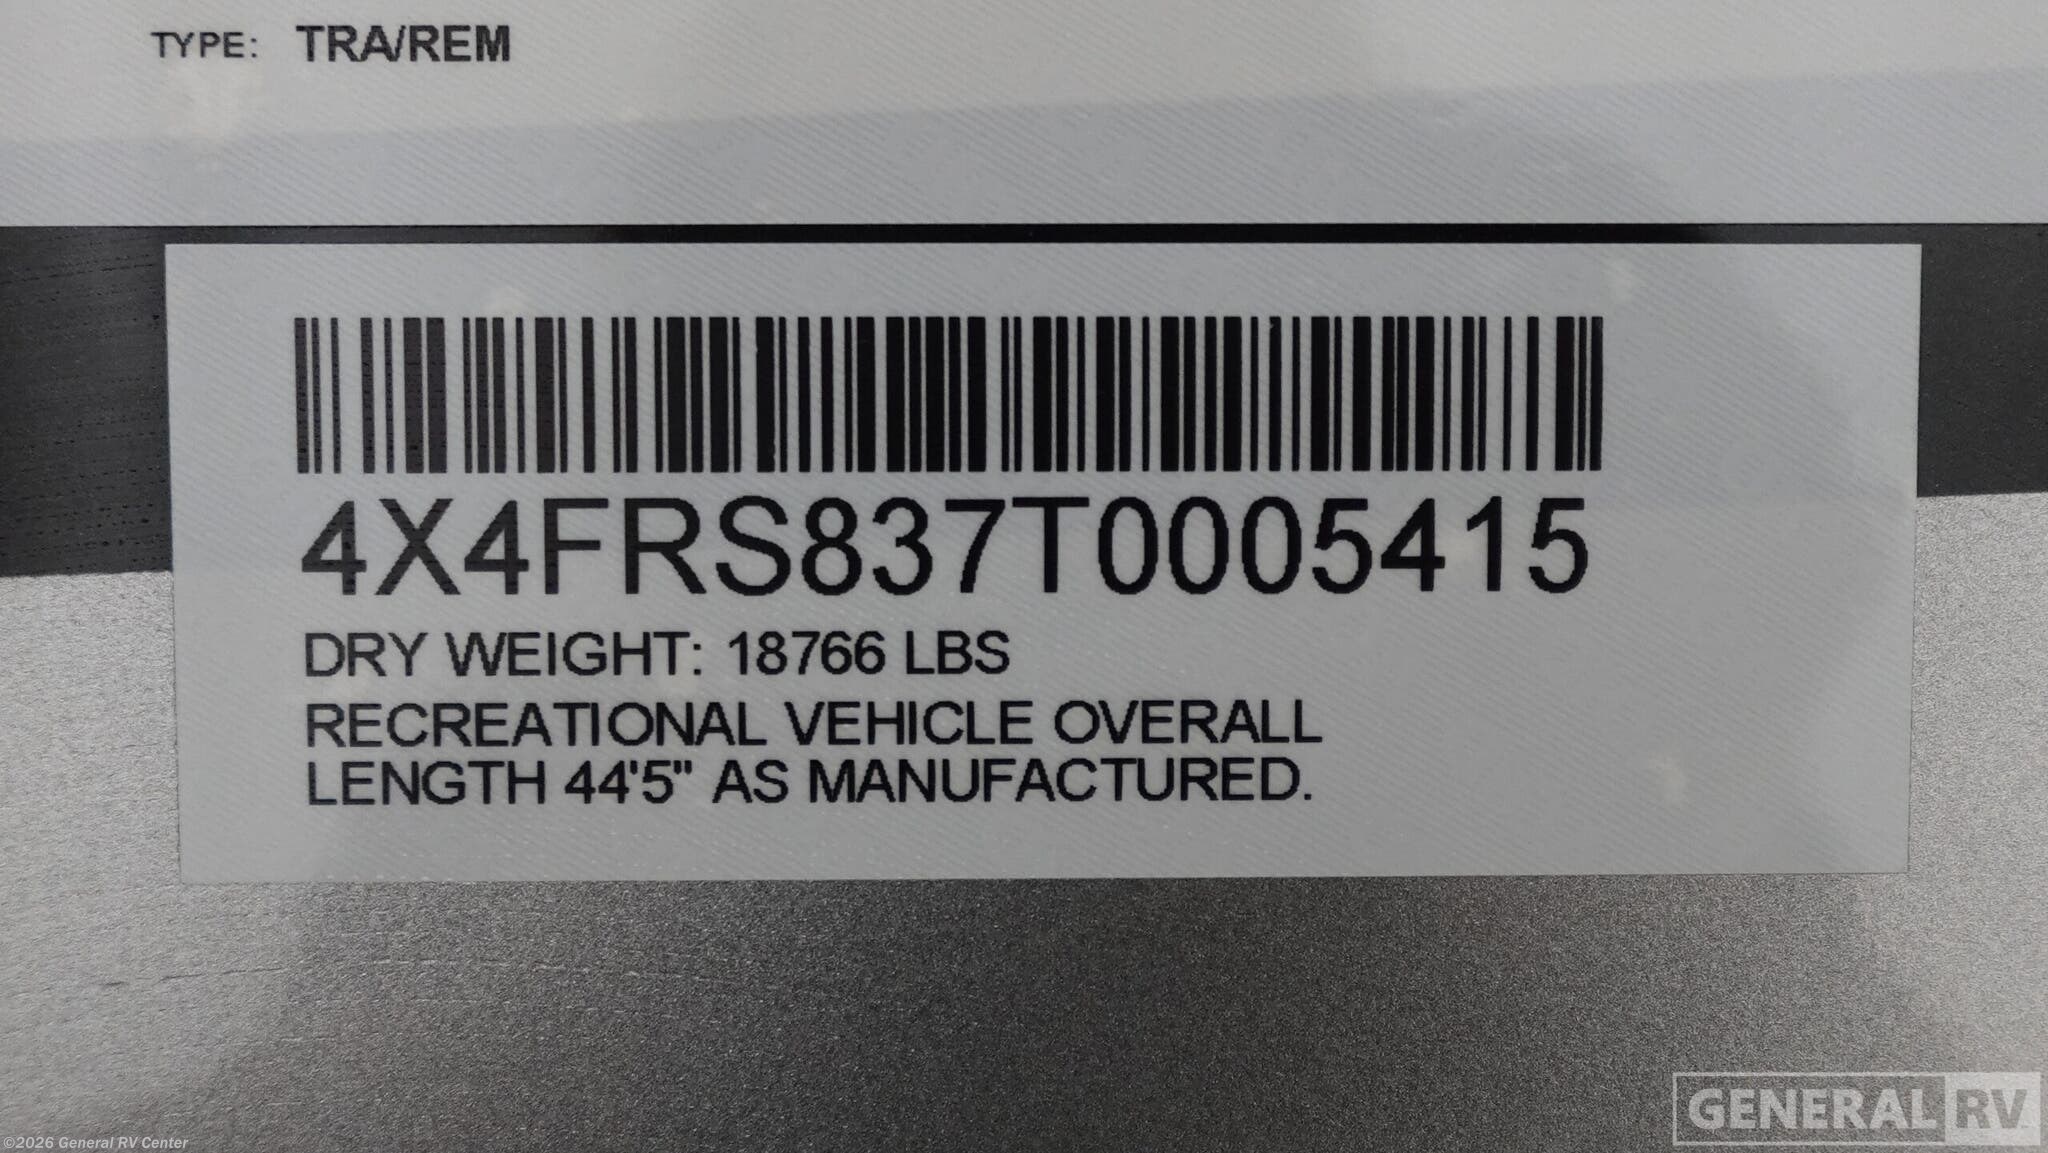 TYPE: TRA/REM
4X4FRS837T0005415
DRY WEIGHT: 18766 LBS
RECREATIONAL VEHICLE OVERALL
LENGTH 44'5" AS MANUFACTURED.
GENERAL RV
©2026 General RV Center